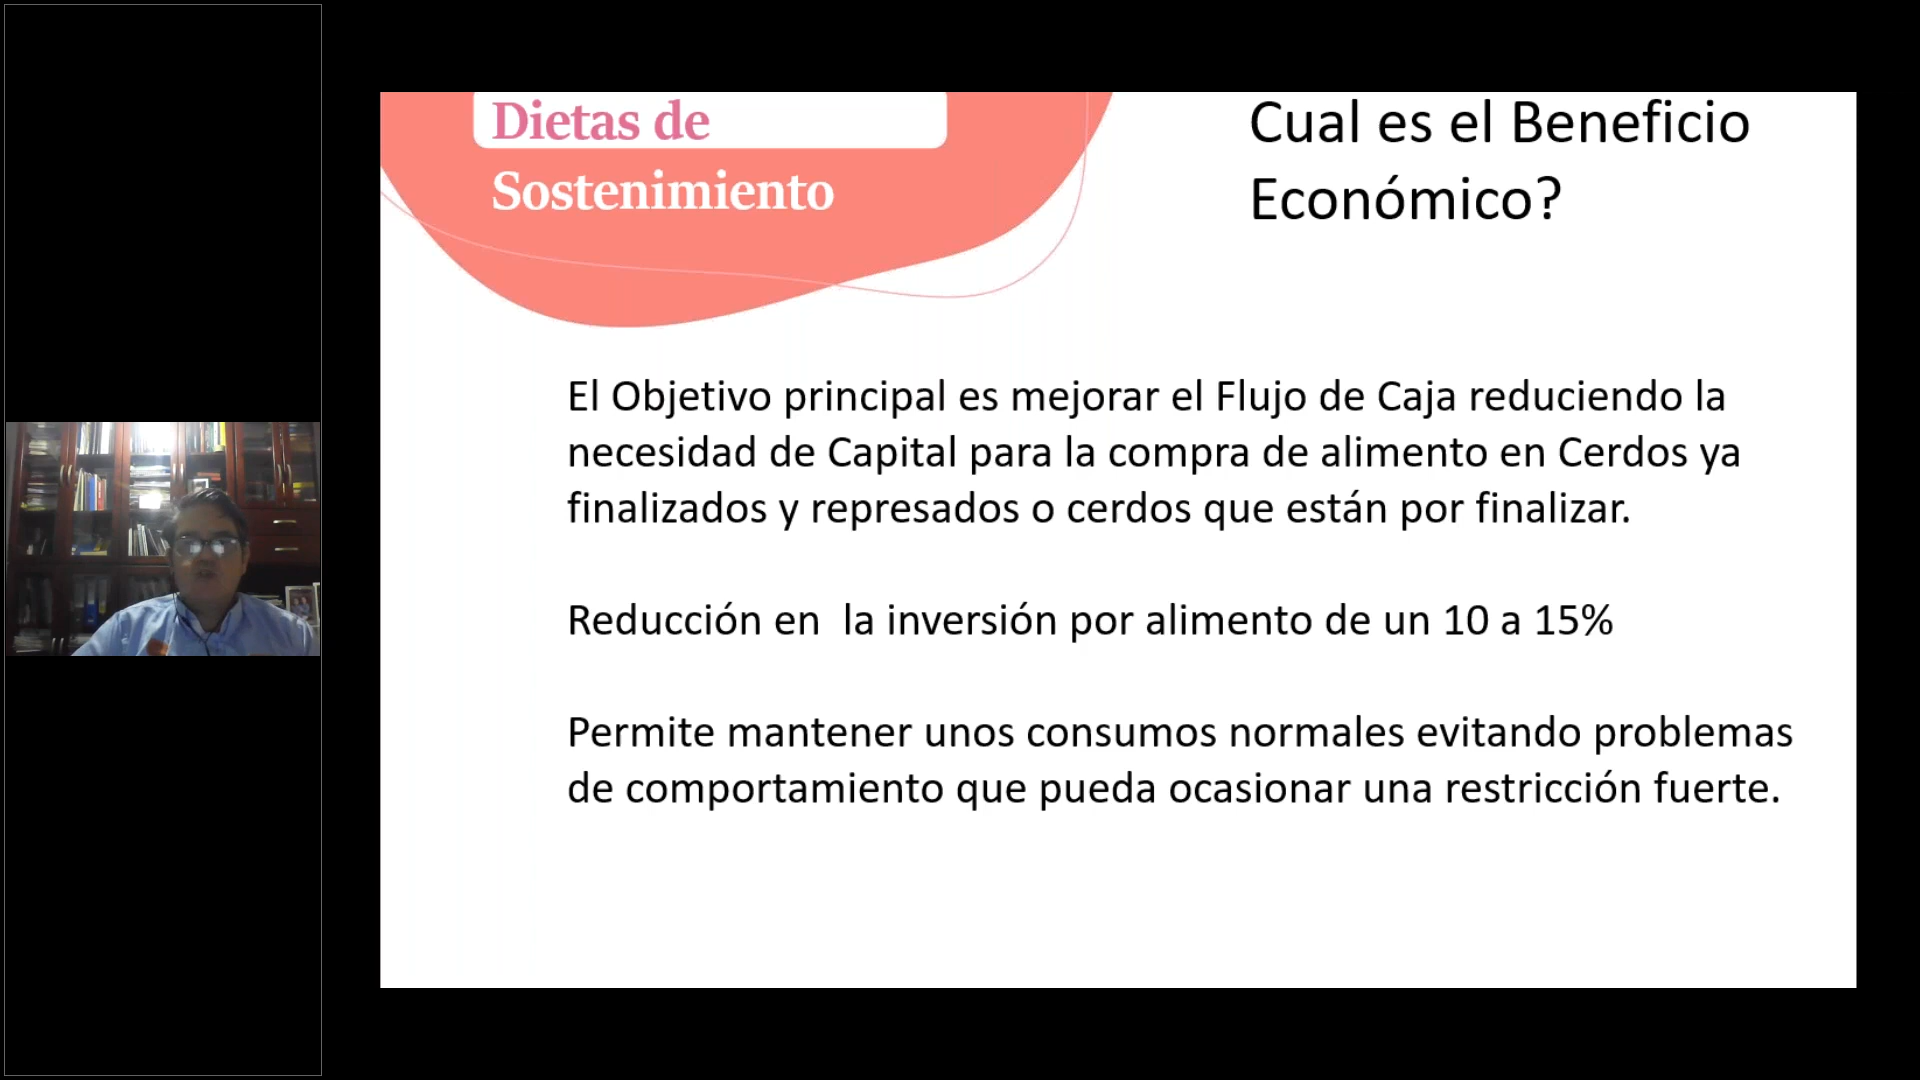 Dietas de
Sostenimiento
Cual es el Beneficio
Económico?
El Objetivo principal es mejorar el Flujo de Caja reduciendo la
necesidad de Capital para la compra de alimento en Cerdos ya
finalizados y represados o cerdos que están por finalizar.
Reducción en  la inversión por alimento de un 10 a 15%
Permite mantener unos consumos normales evitando problemas
de comportamiento que pueda ocasionar una restricción fuerte.